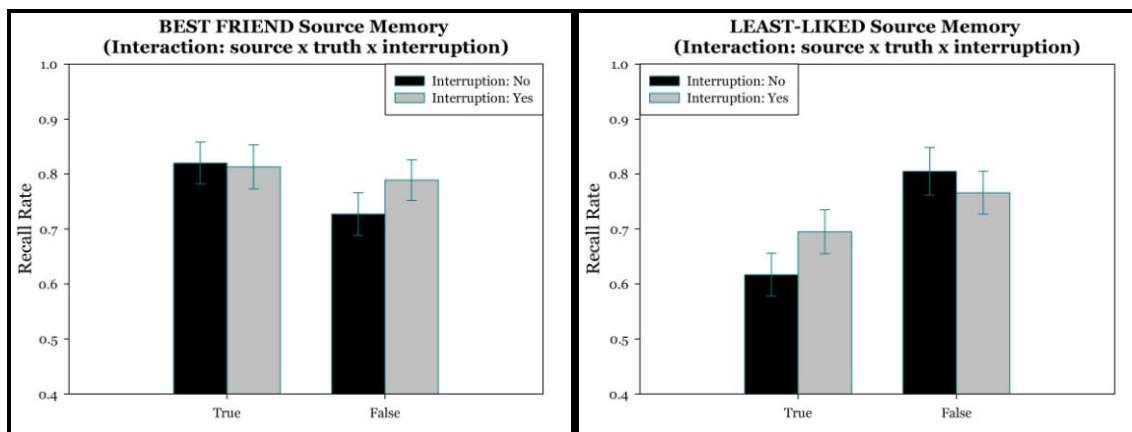 BEST FRIEND Source Memory
(Interaction: source x truth x interruption)
Interruption: No
Interruption: Yes
Recall Rate
1.0
0.9
0.8
0.7
0.6
0.5
0.4
True
False
LEAST-LIKED Source Memory
(Interaction: source x truth x interruption)
Interruption: No
Interruption: Yes
Recall Rate
1.0
0.9
0.8
0.7
0.6
0.5
0.4
True
False